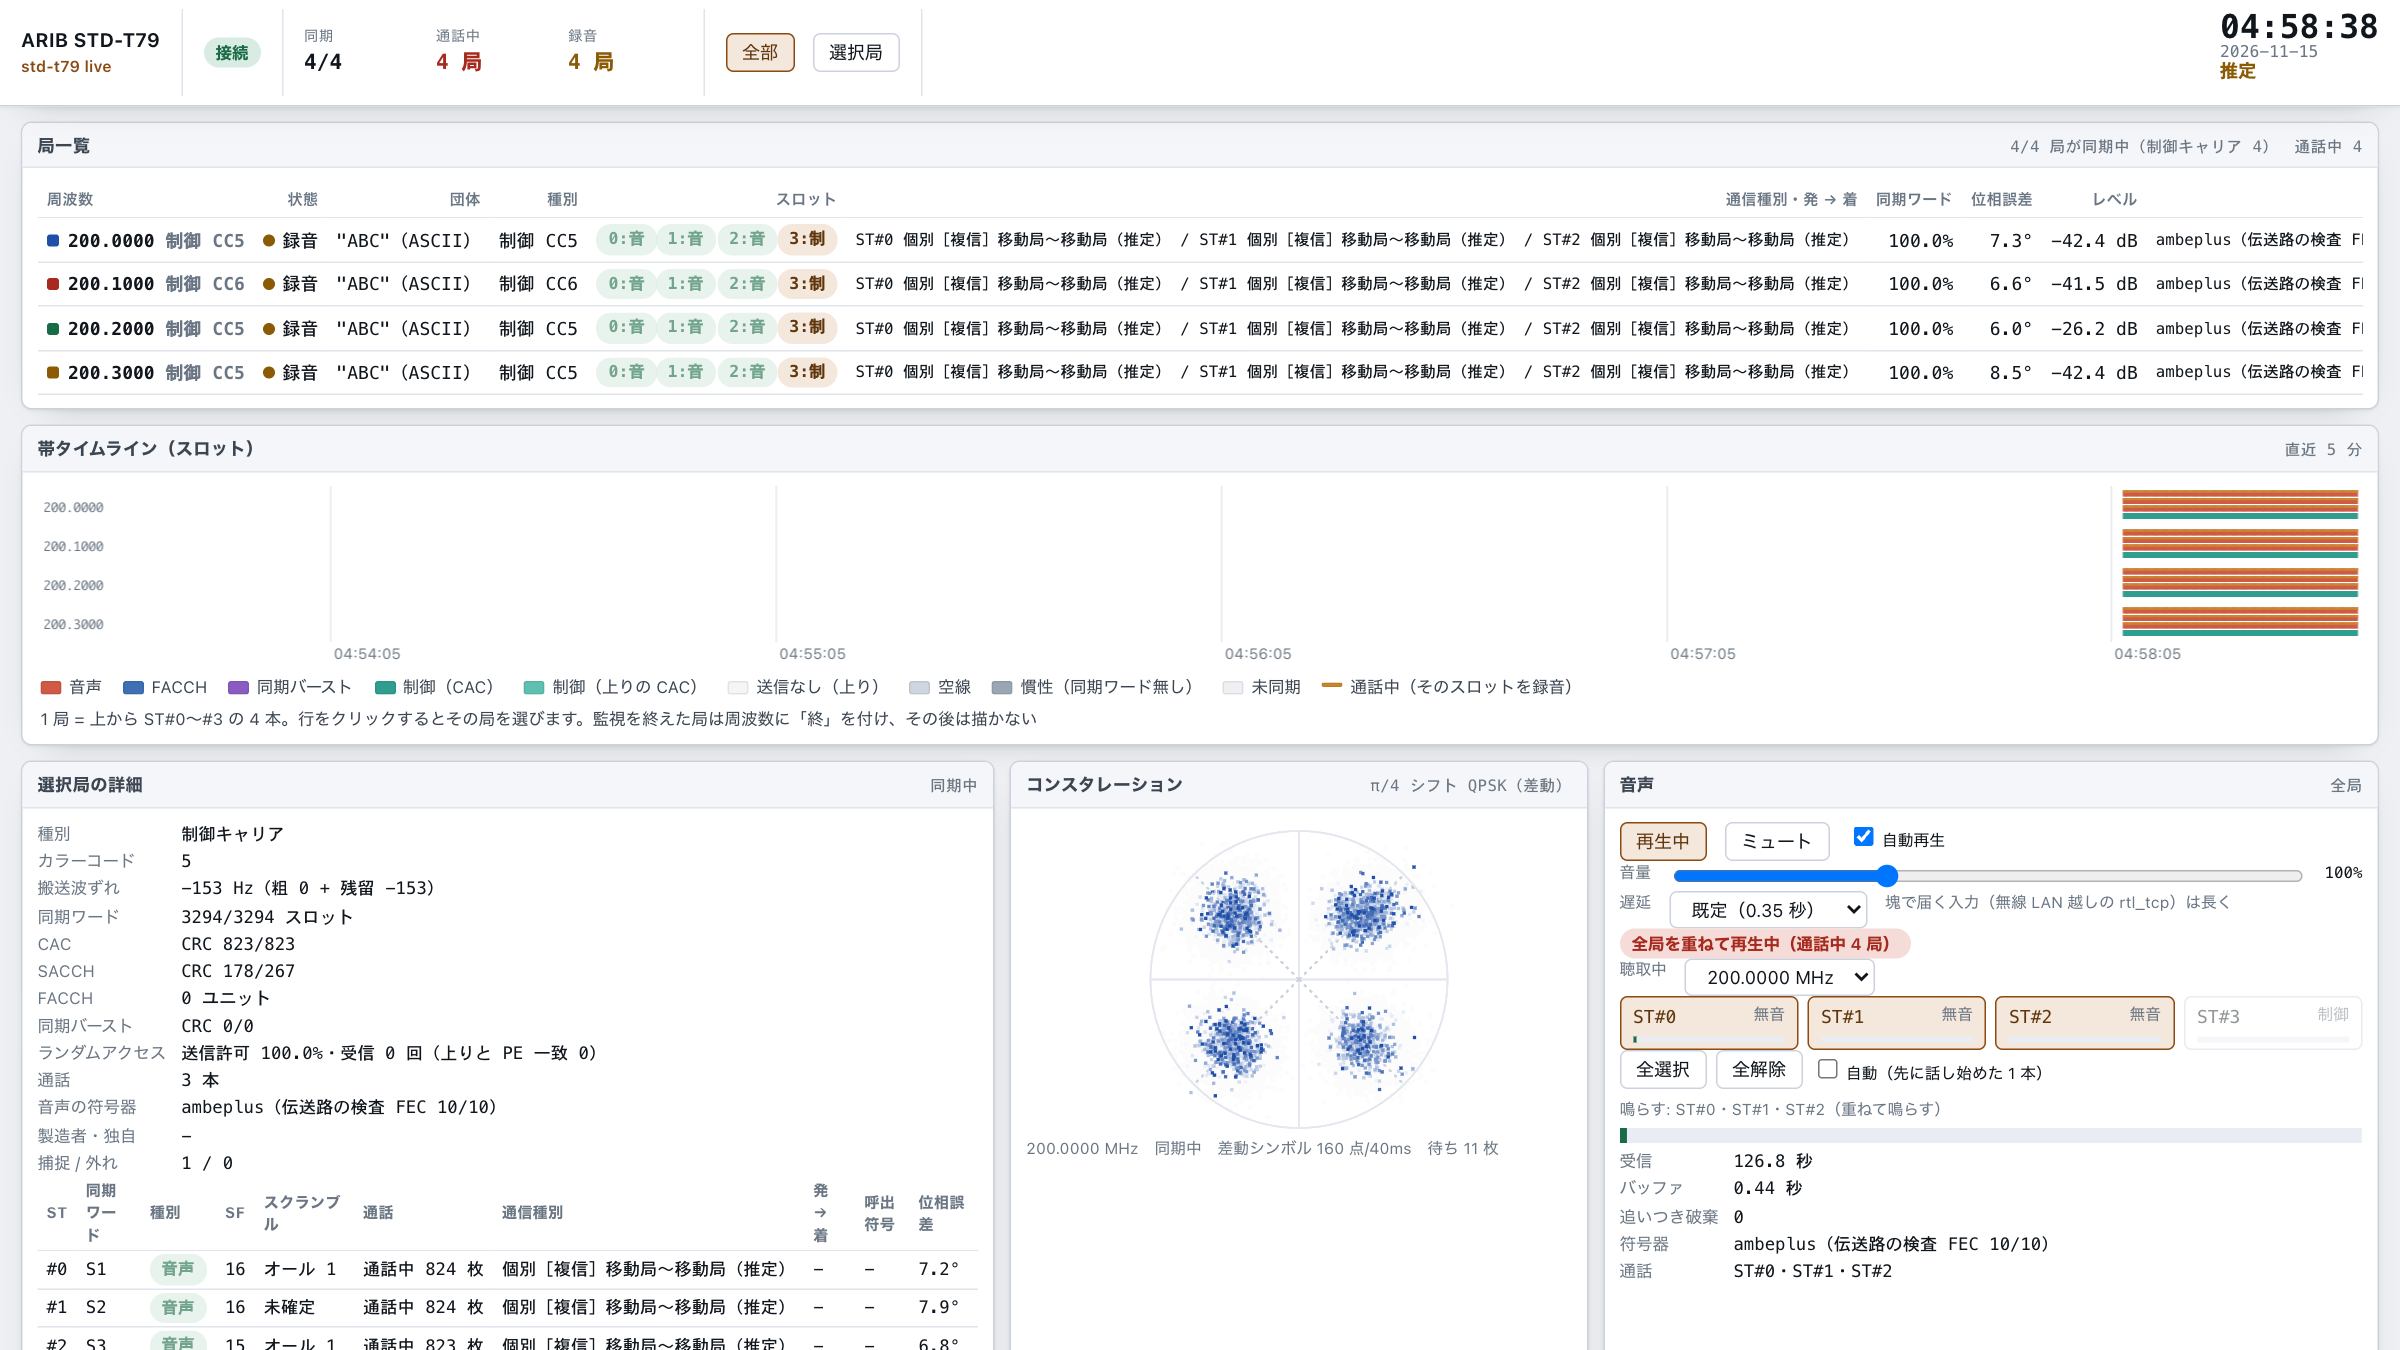 ARIB STD-T79
std-t79 live
接続
同期
4/4
通話中
4 局
録音
4 局
全部
選択局
04:58:38
2026-11-15
推定
局一覧
4/4 局が同期中（制御キャリア 4） 通話中 4
周波数 状態 団体 種別 スロット 通信種別・発 → 着 同期ワード 位相誤差 レベル
200.0000 制御 CC5 録音 "ABC"（ASCII） 制御 CC5 0:音 1:音 2:音 3:制 ST#0 個別［複信］移動局～移動局（推定） / ST#1 個別［複信］移動局～移動局（推定） / ST#2 個別［複信］移動局～移動局（推定） 100.0% 7.3° −42.4 dB ambeplus（伝送路の検査
200.1000 制御 CC6 録音 "ABC"（ASCII） 制御 CC6 0:音 1:音 2:音 3:制 ST#0 個別［複信］移動局～移動局（推定） / ST#1 個別［複信］移動局～移動局（推定） / ST#2 個別［複信］移動局～移動局（推定） 100.0% 6.6° −41.5 dB ambeplus（伝送路の検査
200.2000 制御 CC5 録音 "ABC"（ASCII） 制御 CC5 0:音 1:音 2:音 3:制 ST#0 個別［複信］移動局～移動局（推定） / ST#1 個別［複信］移動局～移動局（推定） / ST#2 個別［複信］移動局～移動局（推定） 100.0% 6.0° −26.2 dB ambeplus（伝送路の検査
200.3000 制御 CC5 録音 "ABC"（ASCII） 制御 CC5 0:音 1:音 2:音 3:制 ST#0 個別［複信］移動局～移動局（推定） / ST#1 個別［複信］移動局～移動局（推定） / ST#2 個別［複信］移動局～移動局（推定） 100.0% 8.5° −42.4 dB ambeplus（伝送路の検査
帯タイムライン（スロット）
直近 5 分
200.0000
200.1000
200.2000
200.3000
04:54:05 04:55:05 04:56:05 04:57:05 04:58:05
音声 FACCH 同期バースト 制御（CAC） 制御（上りの CAC） 送信なし（上り） 空線 慣性（同期ワード無し） 未同期 通話中（そのスロットを録音）
1 局 = 上から ST#0～#3 の 4 本。行をクリックするとその局を選びます。監視を終えた局は周波数に「終」を付け、その後は描かない
選択局の詳細
同期中
種別 制御キャリア
カラーコード 5
搬送波ずれ −153 Hz（粗 0 + 残留 −153）
同期ワード 3294/3294 スロット
CAC CRC 823/823
SACCH CRC 178/267
FACCH 0 ユニット
同期バースト CRC 0/0
ランダムアクセス 送信許可 100.0%・受信 0 回（上りと PE 一致 0）
通話 3 本
音声の符号器 ambeplus（伝送路の検査 FEC 10/10）
製造者・独自 —
捕捉 / 外れ 1 / 0
ST 同期ワード 種別 SF スクランブル 通話 通信種別 発→着 呼出符号 位相誤差
#0 S1 音声 16 オール 1 通話中 824 枚 個別［複信］移動局～移動局（推定） — — 7.2°
#1 S2 音声 16 未確定 通話中 824 枚 個別［複信］移動局～移動局（推定） — — 7.9°
#2 S3 音声 15 オール 1 通話中 823 枚 個別［複信］移動局～移動局（推定） — — 6.8°
コンスタレーション
π/4 シフト QPSK（差動）
200.0000 MHz 同期中 差動シンボル 160 点/40ms 待ち 11 枚
音声
全局
再生中
ミュート
自動再生
音量 100%
遅延 既定（0.35 秒） 塊で届く入力（無線 LAN 越しの rtl_tcp）は長く
全局を重ねて再生中（通話中 4 局）
聴取中 200.0000 MHz
ST#0 無音 ST#1 無音 ST#2 無音 ST#3 制御
全選択 全解除 自動（先に話し始めた 1 本）
鳴らす: ST#0・ST#1・ST#2（重ねて鳴らす）
受信 126.8 秒
バッファ 0.44 秒
追いつき破棄 0
符号器 ambeplus（伝送路の検査 FEC 10/10）
通話 ST#0・ST#1・ST#2